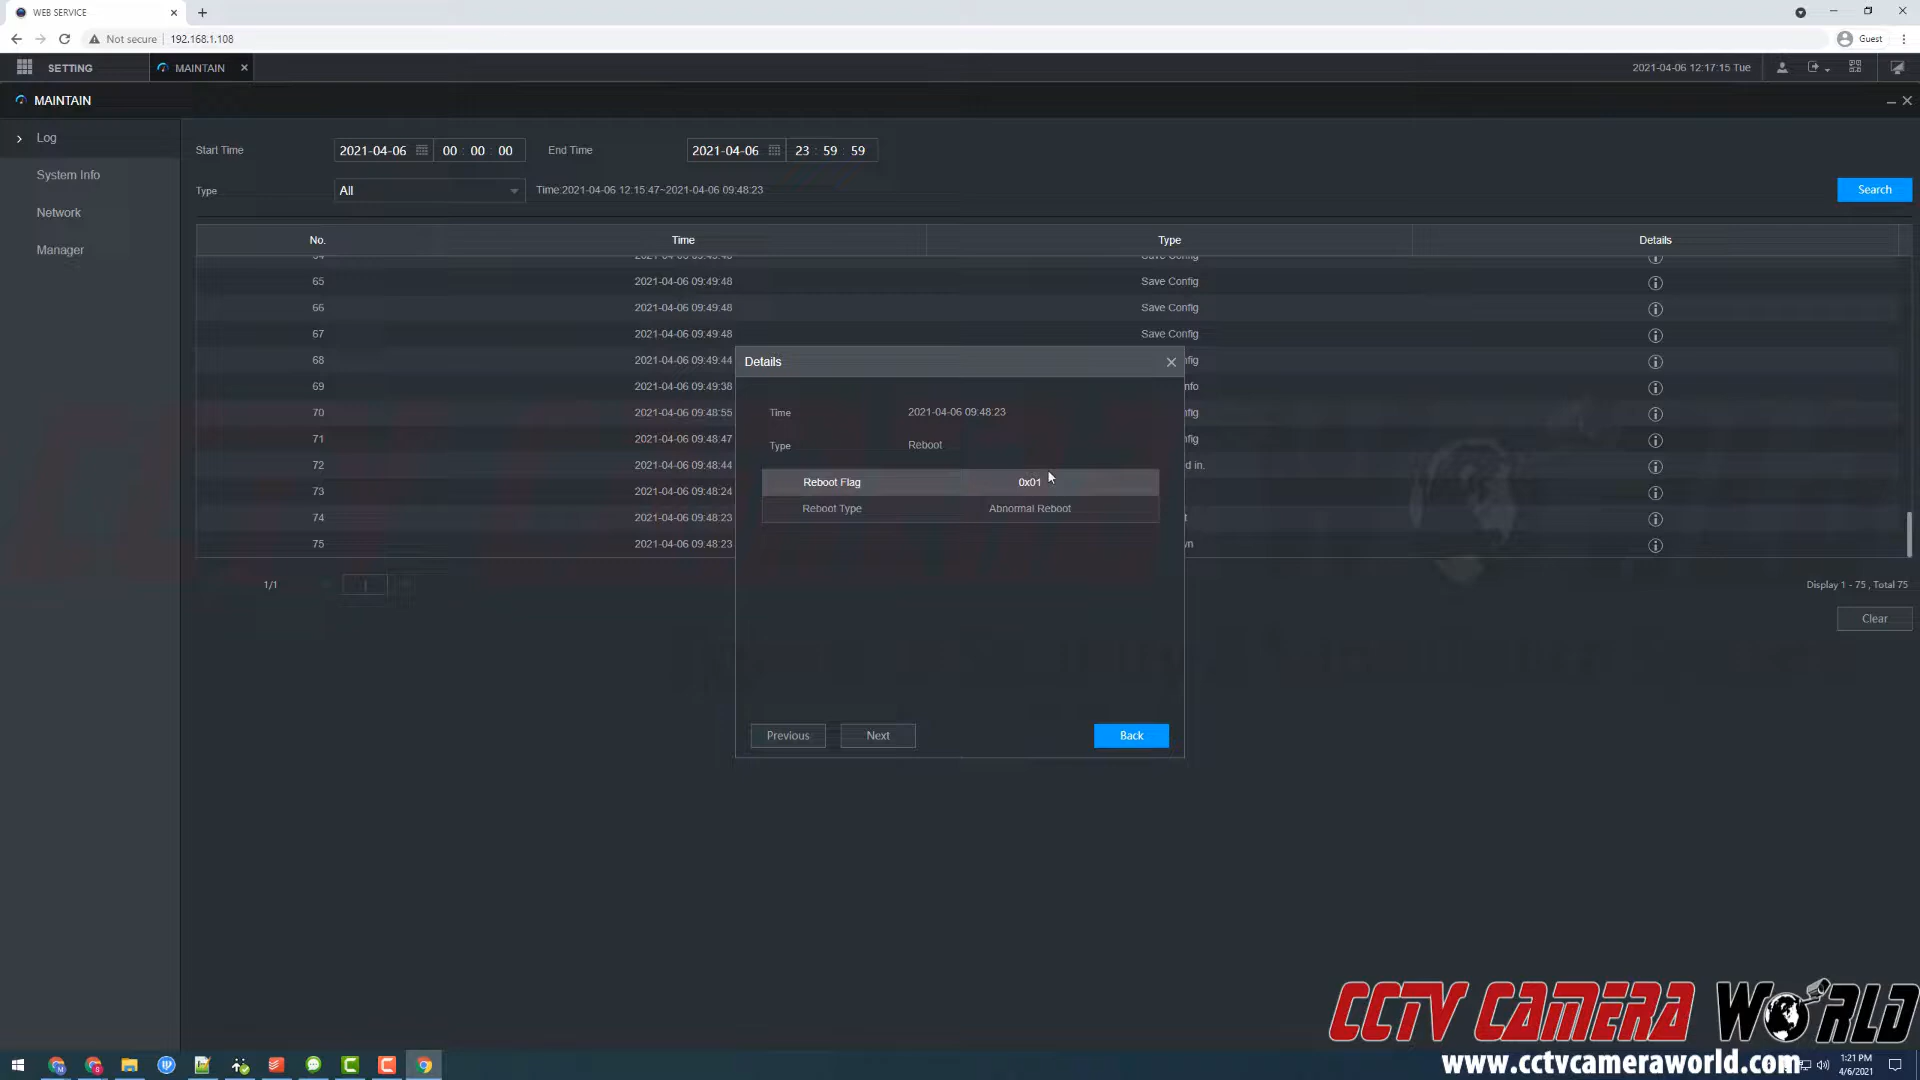 WEB SERVICE
Not secure 192.168.1.108
Guest
SETTING
MAINTAIN
2021-04-06 12:17:15 Tue
MAINTAIN
Log
System Info
Network
Manager
Start Time 2021-04-06 00 : 00 : 00 End Time 2021-04-06 23 : 59 : 59
Type All Time:2021-04-06 12:15:47~2021-04-06 09:48:23 Search
No. Time Type Details
65 2021-04-06 09:49:48 Save Config
66 2021-04-06 09:49:48 Save Config
67 2021-04-06 09:49:48 Save Config
68 2021-04-06 09:49:44
69 2021-04-06 09:49:38
70 2021-04-06 09:48:55
71 2021-04-06 09:48:47
72 2021-04-06 09:48:44 d in.
73 2021-04-06 09:48:24
74 2021-04-06 09:48:23
75 2021-04-06 09:48:23
1/1
Display 1 - 75 , Total 75
Clear
Details
Time 2021-04-06 09:48:23
Type Reboot
Reboot Flag 0x01
Reboot Type Abnormal Reboot
Previous Next Back
CCTV CAMERA WORLD
www.cctvcameraworld.com
1:21 PM
4/6/2021